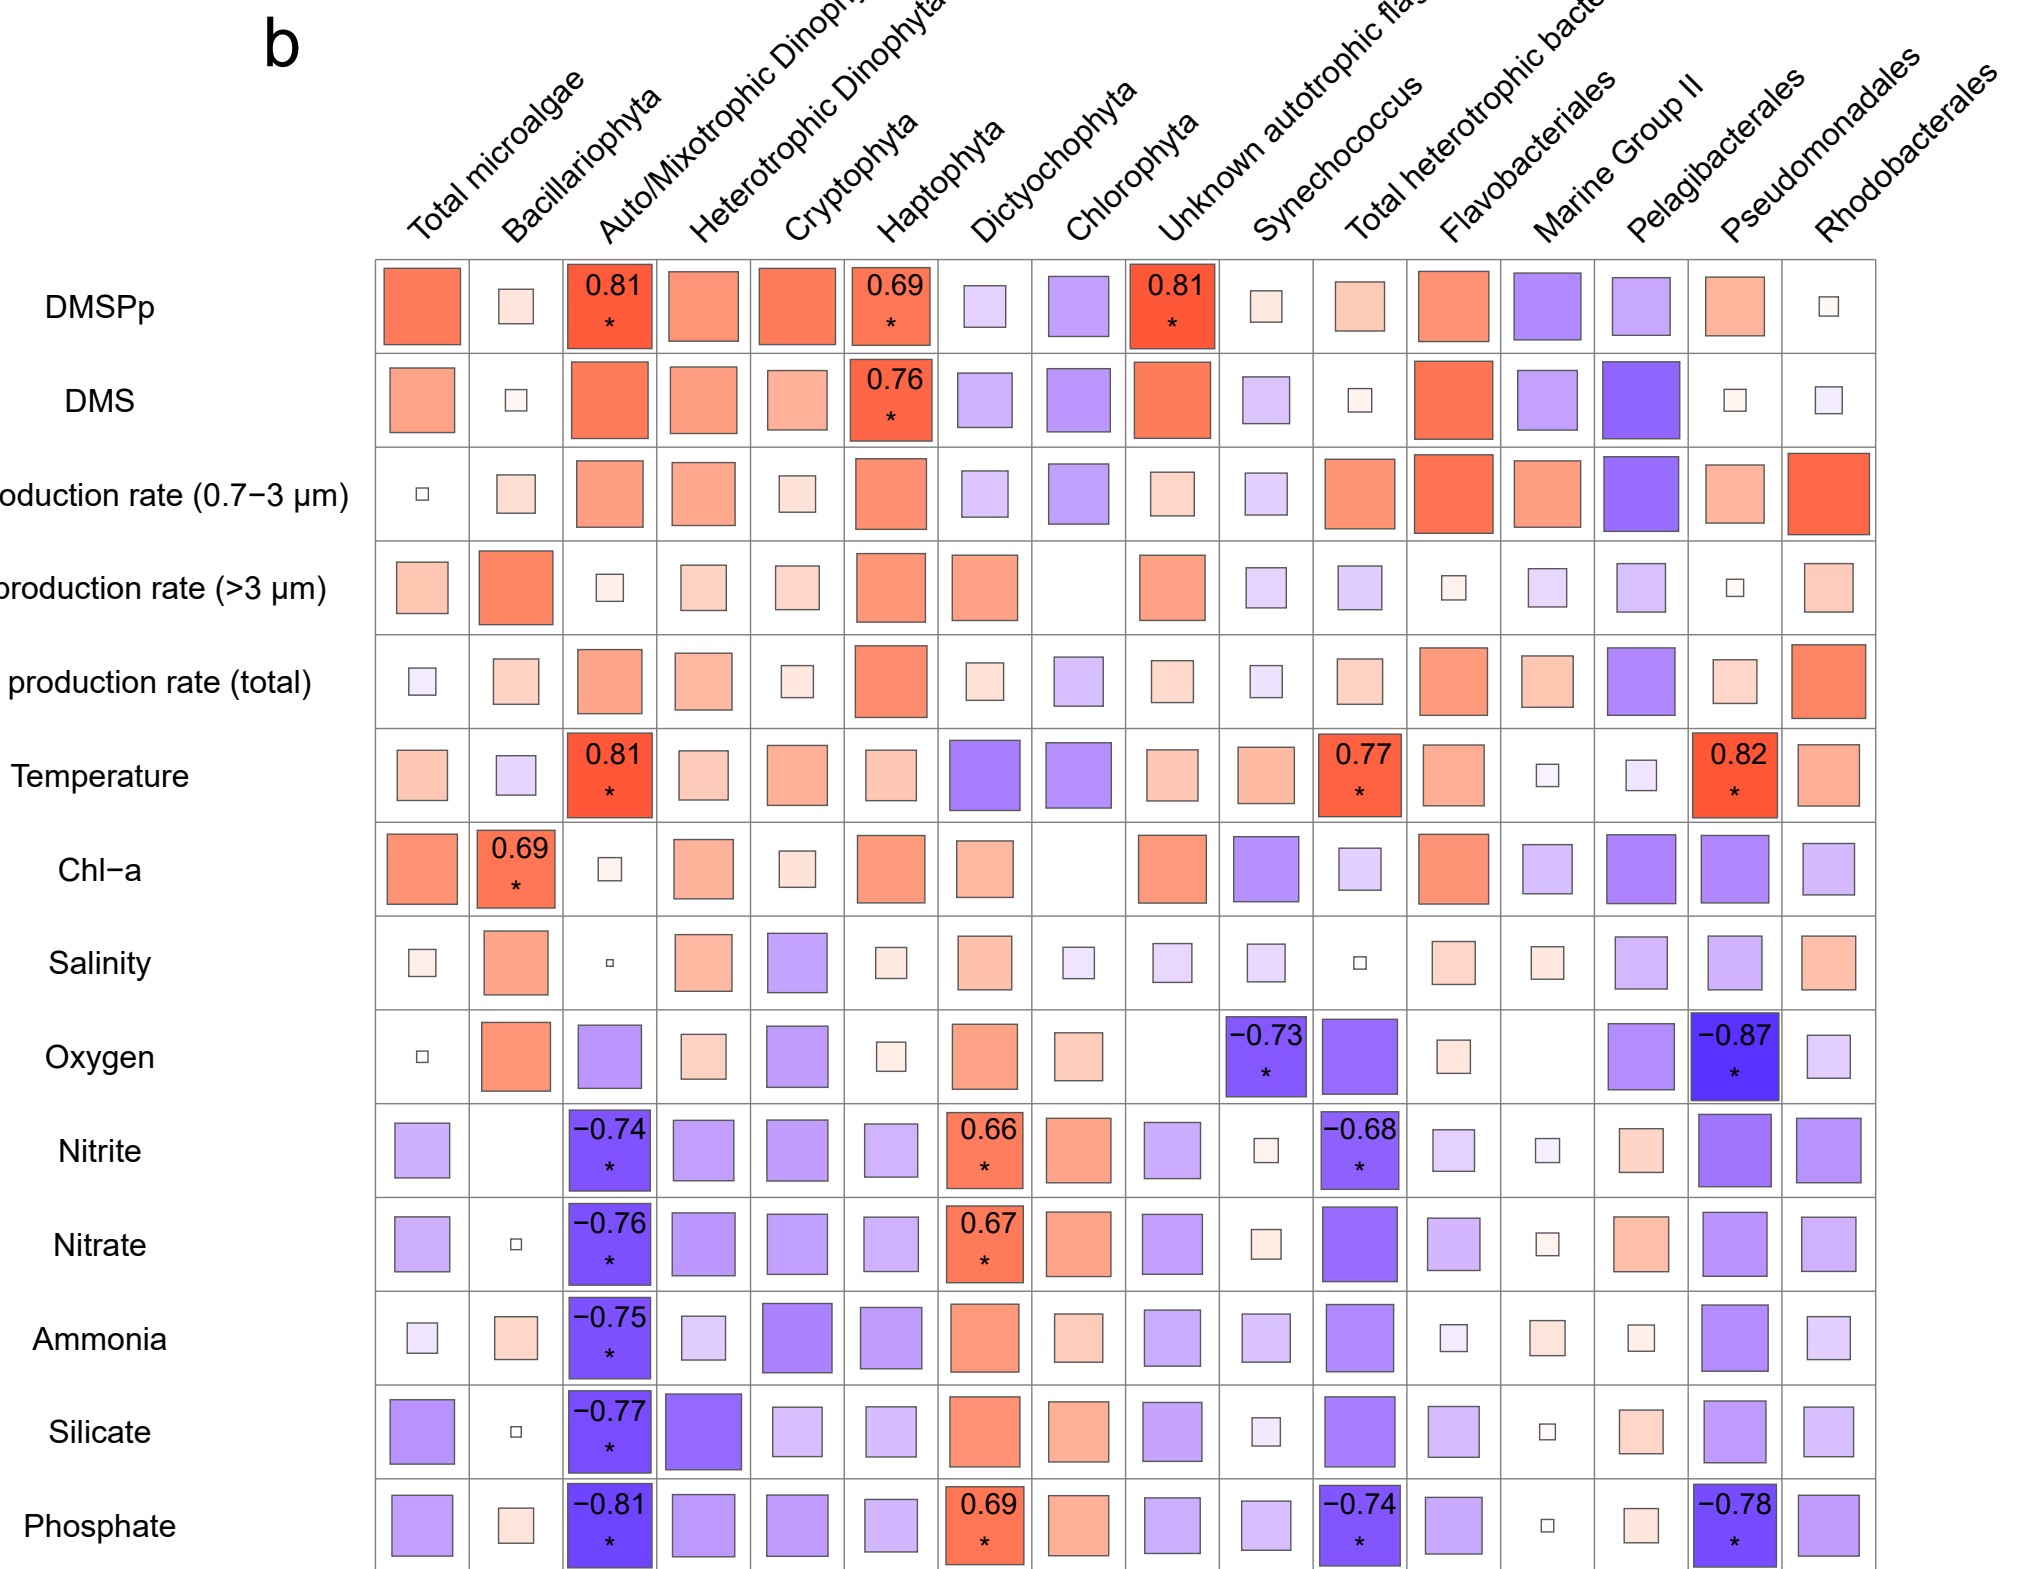 b
Total microalgae
Bacillariophyta
Auto/Mixotrophic
Heterotrophic Dinophyta
Cryptophyta
Haptophyta
Dictyochophyta
Chlorophyta
Unknown autotrophic
Synechococcus
Total heterotrophic
Flavobacteriales
Marine Group II
Pelagibacterales
Pseudomonadales
Rhodobacterales
DMSPp 0.81 * 0.69 * 0.81 *
DMS 0.76 *
rate (0.7−3 µm)
production rate (>3 µm)
production rate (total)
Temperature 0.81 * 0.77 * 0.82 *
Chl−a 0.69 *
Salinity
Oxygen −0.73 * −0.87 *
Nitrite −0.74 * 0.66 * −0.68 *
Nitrate −0.76 * 0.67 *
Ammonia −0.75 *
Silicate −0.77 *
Phosphate −0.81 * 0.69 * −0.74 * −0.78 *